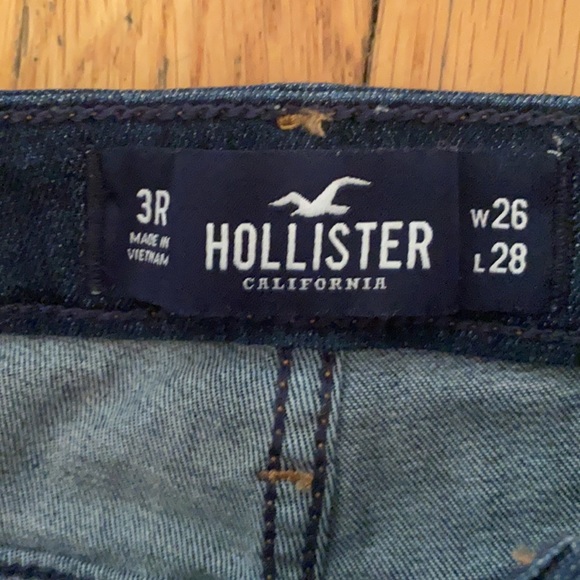 3R
MADE IN
VIETNAM
HOLLISTER
CALIFORNIA
W26
L28